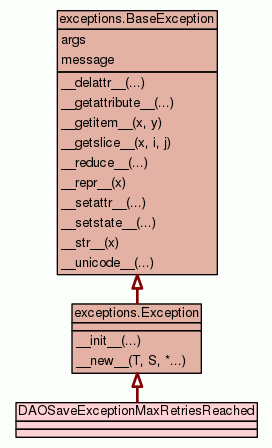 exceptions.BaseException
args
message
__delattr__(...)
__getattribute__(...)
__getitem__(x, y)
__getslice__(x, i, j)
__reduce__(...)
__repr__(x)
__setattr__(...)
__setstate__(...)
__str__(x)
__unicode__(...)
exceptions.Exception
__init__(...)
__new__(T, S, *...)
DAOSaveExceptionMaxRetriesReached